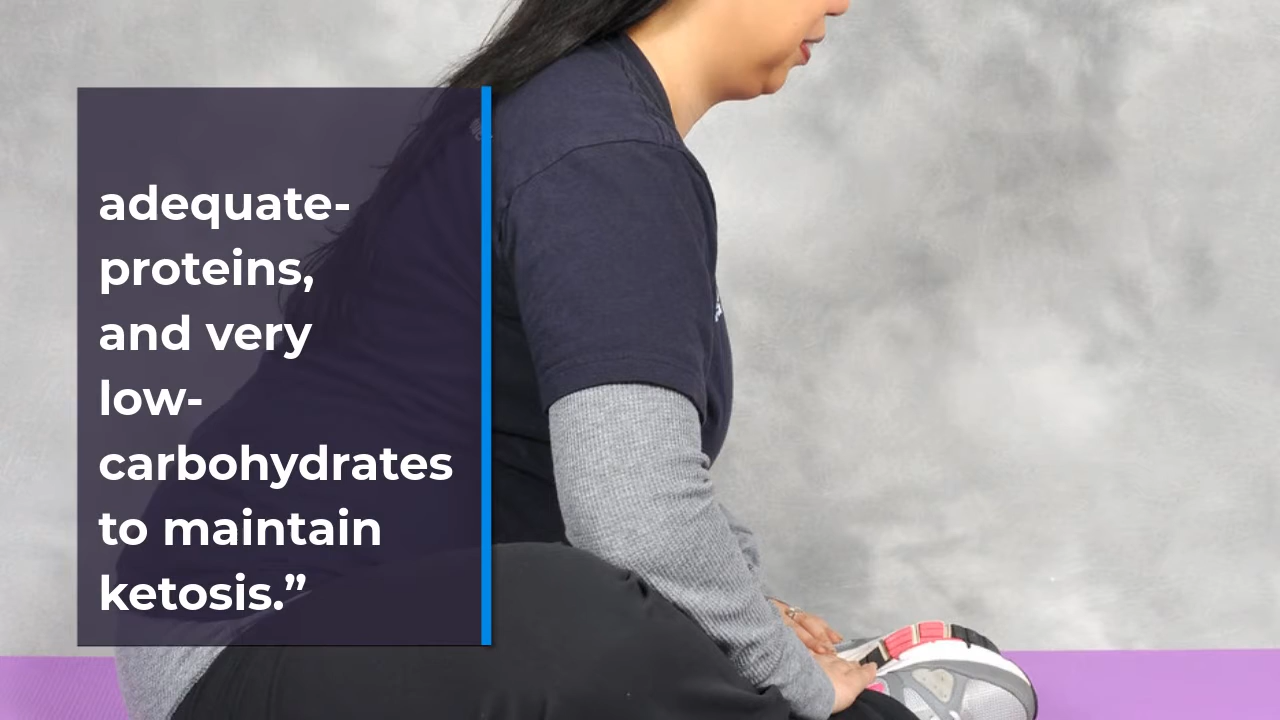 adequate-
proteins,
and very
low-
carbohydrates
to maintain
ketosis.”